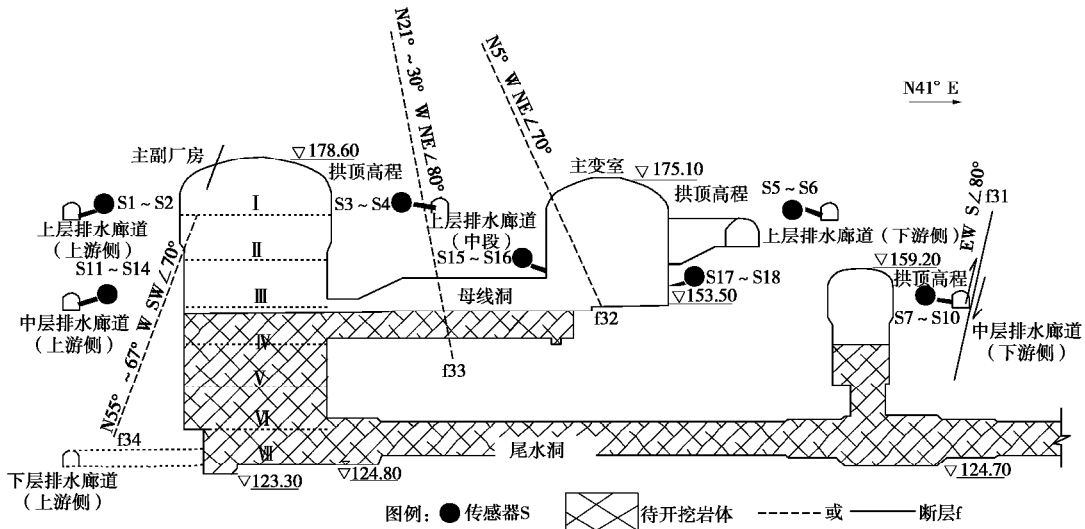 N21°～30° W NE∠80°
N5° W NE∠70°
N41° E
主副厂房
▽178.60
拱顶高程
主变室
▽175.10
拱顶高程
S1～S2
上层排水廊道
（上游侧）
Ⅰ
S3～S4
上层排水廊道
（中段）
S5～S6
上层排水廊道（下游侧）
EW S∠80°
f31
S11～S14
Ⅱ
S15～S16
S17～S18
▽159.20
拱顶高程
中层排水廊道
（上游侧）
N55°～67° W SW∠70°
Ⅲ
母线洞
▽153.50
f32
S7～S10
中层排水廊道
（下游侧）
Ⅳ
f33
Ⅴ
Ⅵ
f34
Ⅶ
尾水洞
下层排水廊道
（上游侧）
▽123.30
▽124.80
▽124.70
图例：
传感器S
待开挖岩体
或
断层f